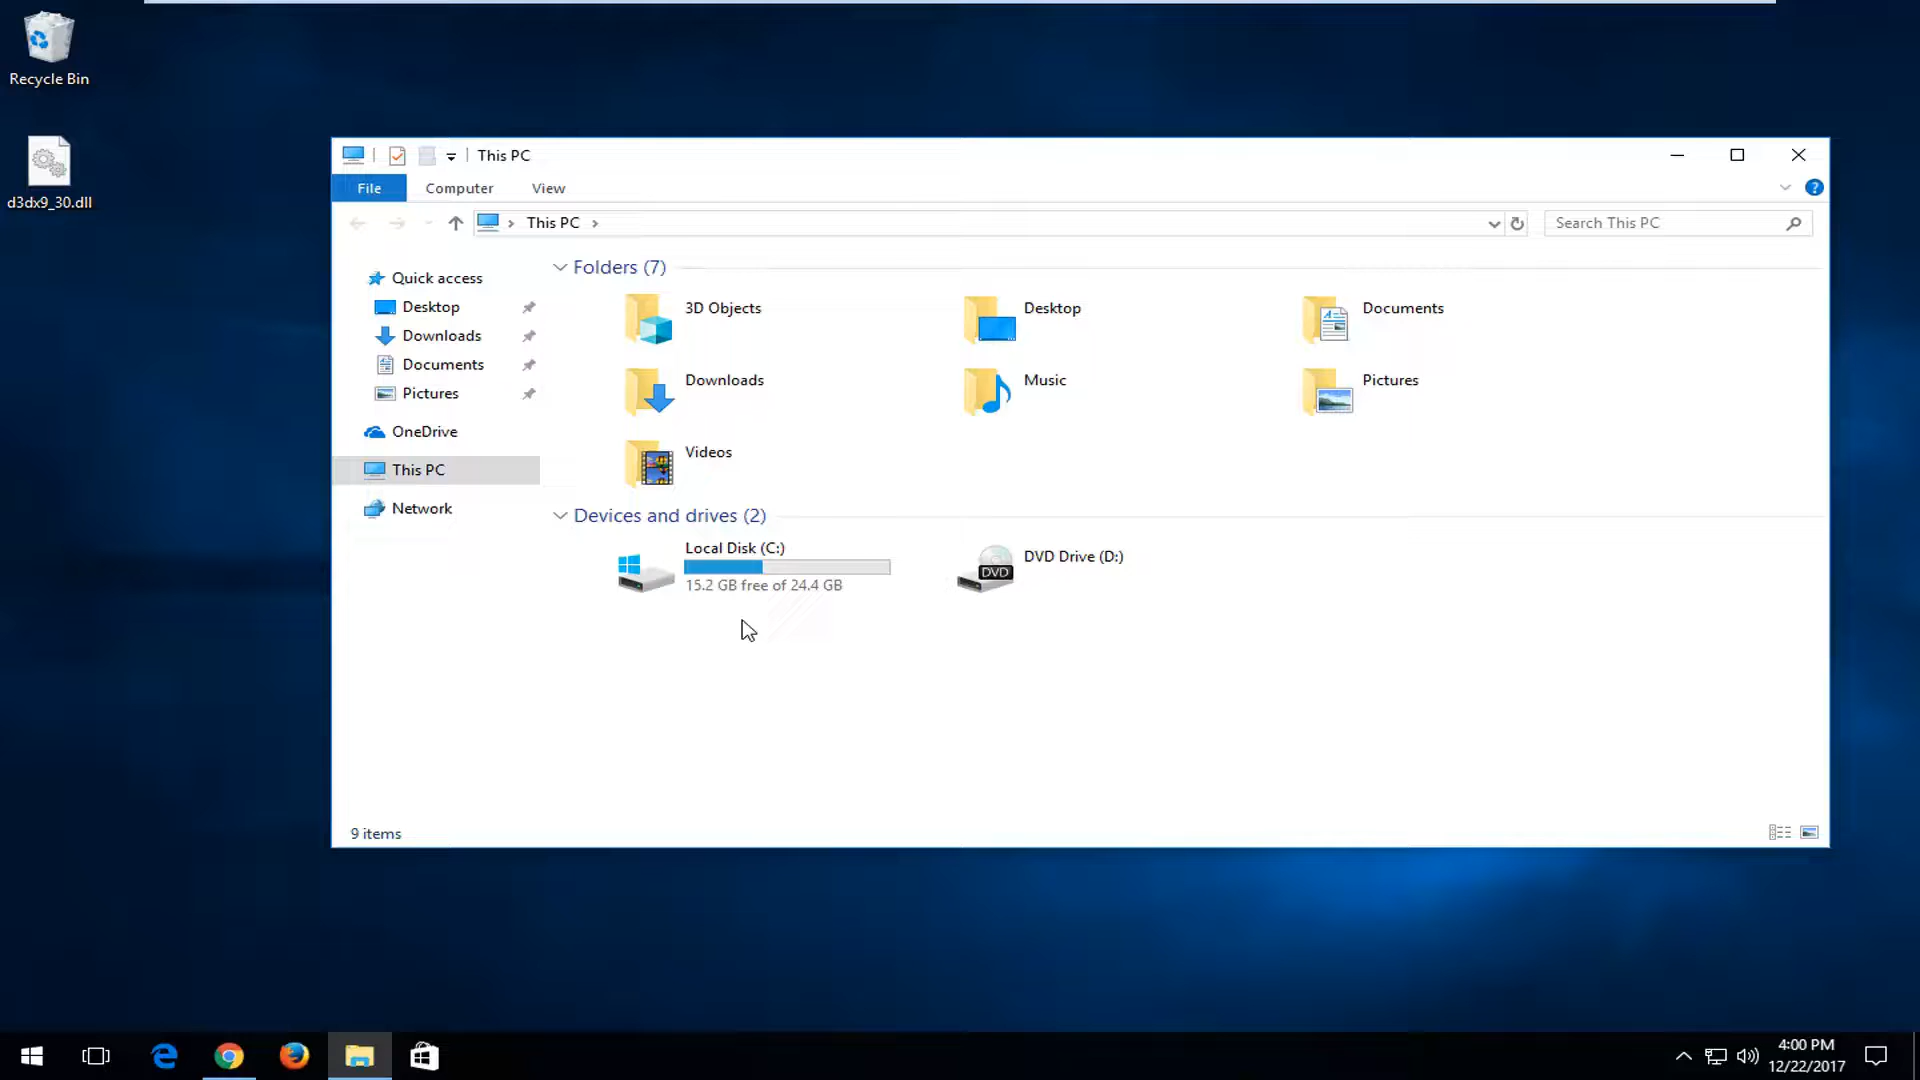 Recycle Bin
d3dx9_30.dll
This PC
File Computer View
This PC
Search This PC
Quick access
Desktop
Downloads
Documents
Pictures
OneDrive
This PC
Network
Folders (7)
3D Objects
Desktop
Documents
Downloads
Music
Pictures
Videos
Devices and drives (2)
Local Disk (C:)
15.2 GB free of 24.4 GB
DVD
DVD Drive (D:)
9 items
4:00 PM
12/22/2017